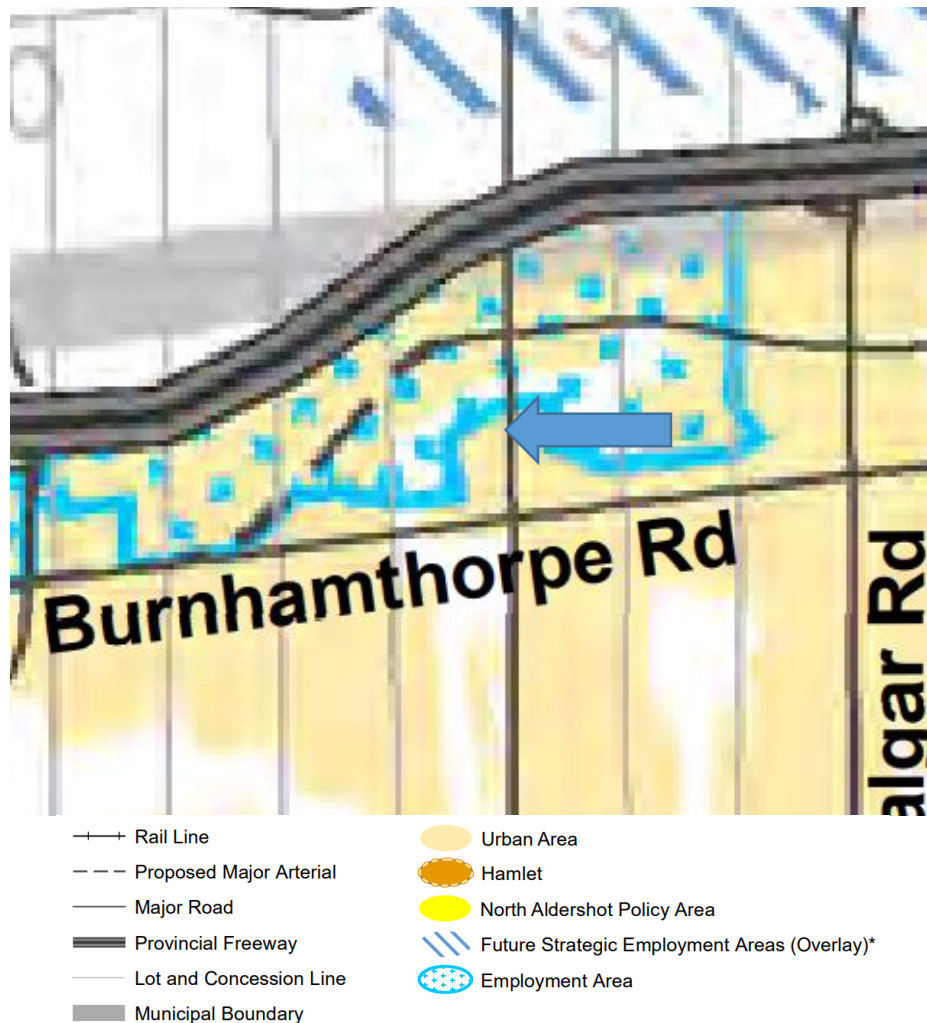 Burnhamthorpe Rd
algar Rd
Rail Line
Proposed Major Arterial
Major Road
Provincial Freeway
Lot and Concession Line
Municipal Boundary
Urban Area
Hamlet
North Aldershot Policy Area
Future Strategic Employment Areas (Overlay)*
Employment Area